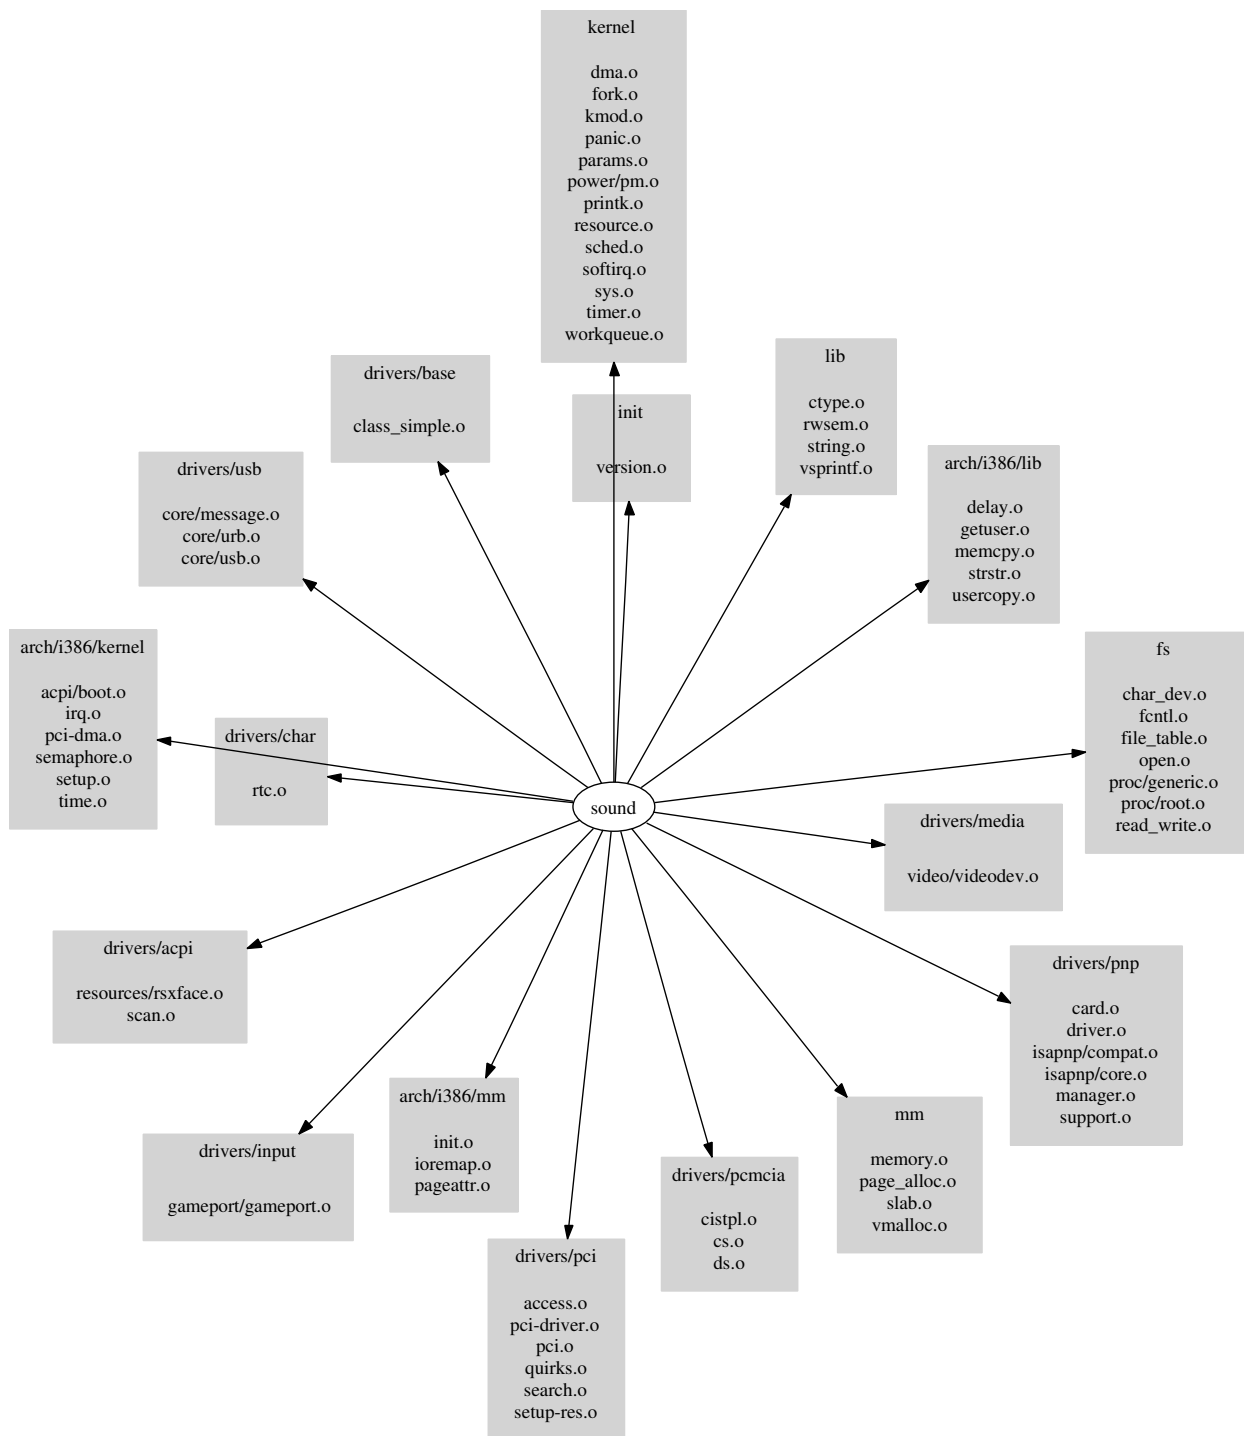 kernel
dma.o
fork.o
kmod.o
panic.o
params.o
power/pm.o
printk.o
resource.o
sched.o
softirq.o
sys.o
timer.o
workqueue.o
lib
ctype.o
rwsem.o
string.o
vsprintf.o
drivers/base
class_simple.o
init
version.o
drivers/usb
core/message.o
core/urb.o
core/usb.o
arch/i386/lib
delay.o
getuser.o
memcpy.o
strstr.o
usercopy.o
arch/i386/kernel
acpi/boot.o
irq.o
pci-dma.o
semaphore.o
setup.o
time.o
fs
char_dev.o
fcntl.o
file_table.o
open.o
proc/generic.o
proc/root.o
read_write.o
drivers/char
rtc.o
sound
drivers/media
video/videodev.o
drivers/acpi
resources/rsxface.o
scan.o
drivers/pnp
card.o
driver.o
isapnp/compat.o
isapnp/core.o
manager.o
support.o
arch/i386/mm
init.o
ioremap.o
pageattr.o
mm
memory.o
page_alloc.o
slab.o
vmalloc.o
drivers/input
gameport/gameport.o
drivers/pcmcia
cistpl.o
cs.o
ds.o
drivers/pci
access.o
pci-driver.o
pci.o
quirks.o
search.o
setup-res.o